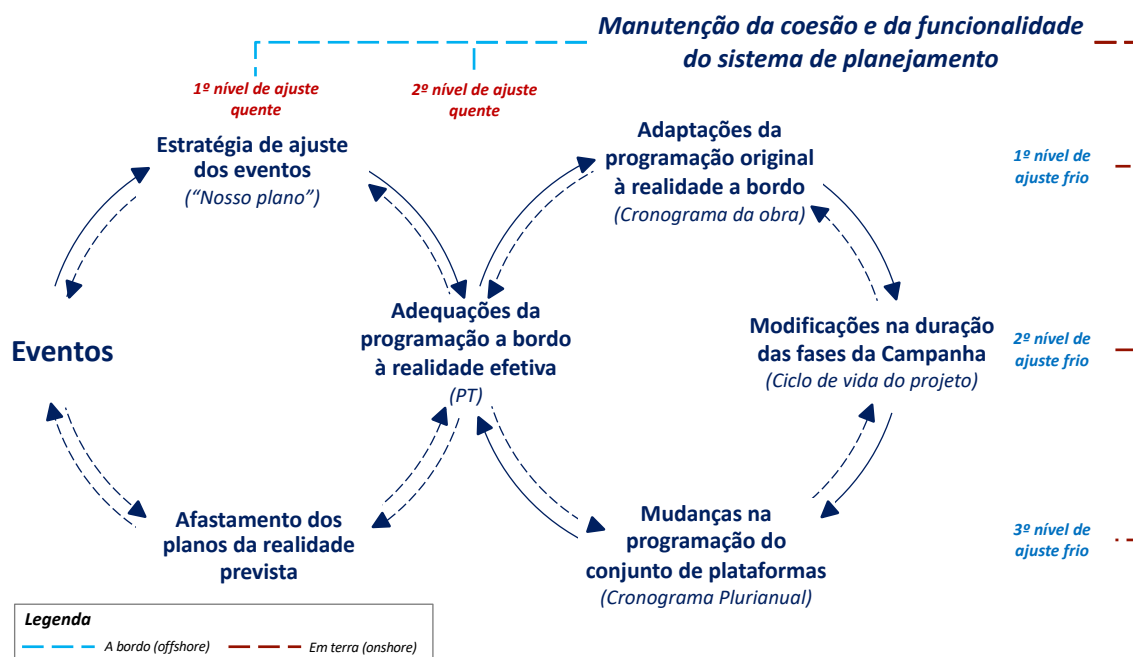 Manutenção da coesão e da funcionalidade
do sistema de planejamento
1º nível de ajuste
quente
2º nível de ajuste
quente
Estratégia de ajuste
dos eventos
(“Nosso plano”)
Adaptações da
programação original
à realidade a bordo
(Cronograma da obra)
1º nível de
ajuste frio
Eventos
Adequações da
programação a bordo
à realidade efetiva
(PT)
Modificações na duração
das fases da Campanha
(Ciclo de vida do projeto)
2º nível de
ajuste frio
Afastamento dos
planos da realidade
prevista
Mudanças na
programação do
conjunto de plataformas
(Cronograma Plurianual)
3º nível de
ajuste frio
Legenda
A bordo (offshore)
Em terra (onshore)